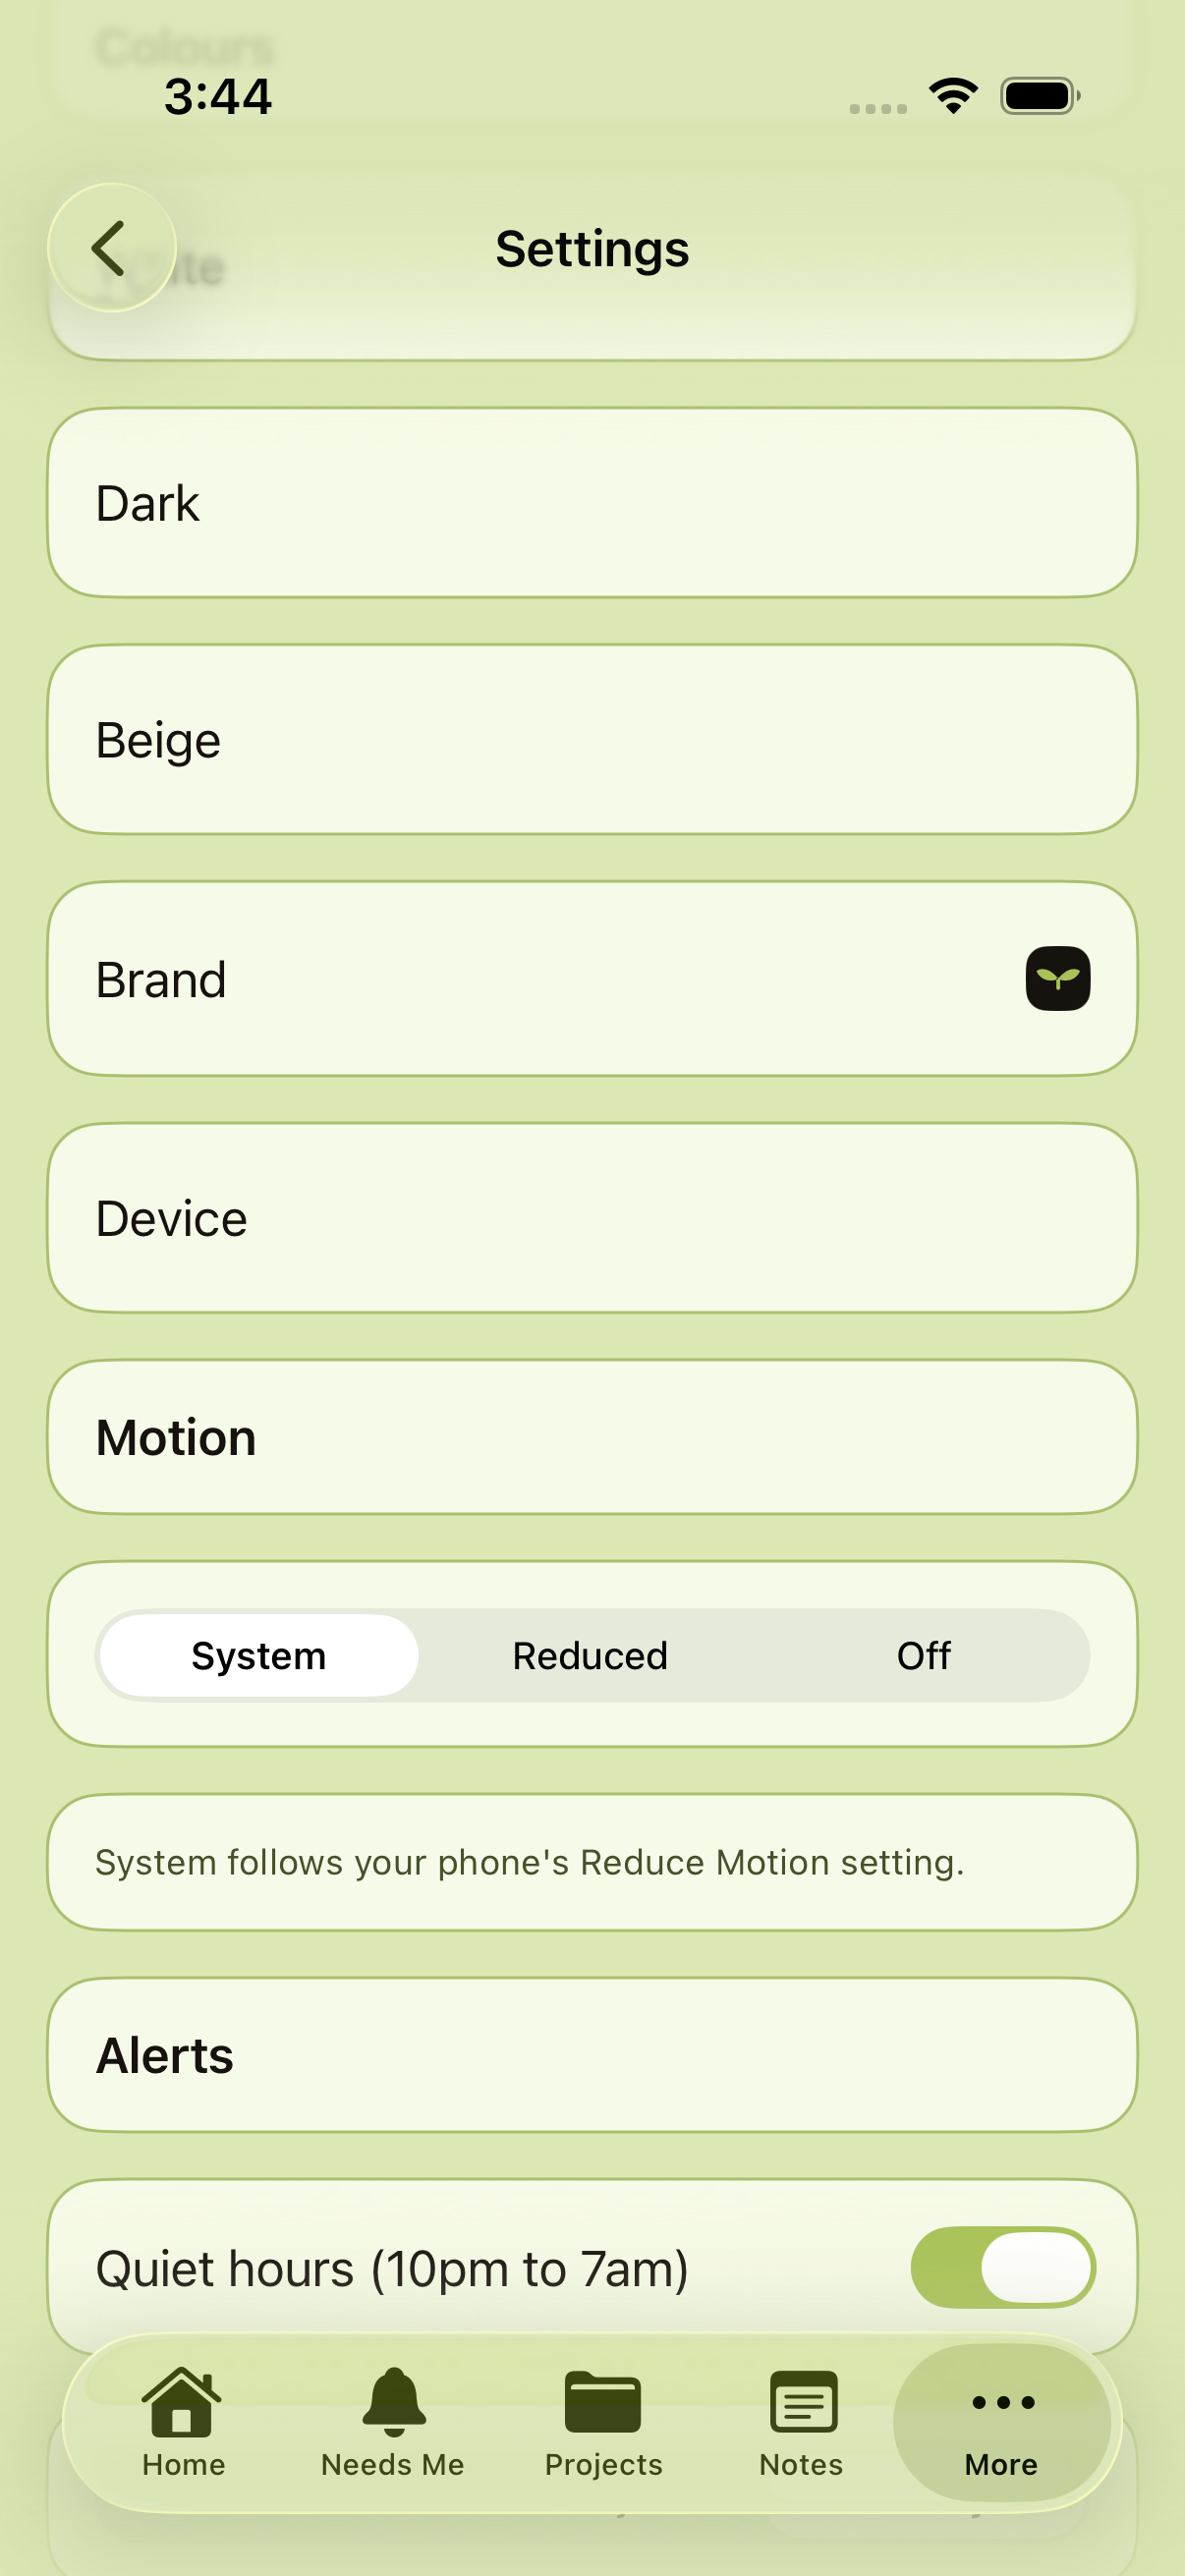 Colours
3:44
Settings
Dark
Beige
Brand
Device
Motion
System Reduced Off
System follows your phone's Reduce Motion setting.
Alerts
Quiet hours (10pm to 7am)
Home Needs Me Projects Notes More